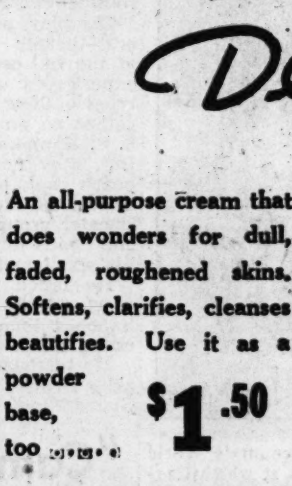 De
An all-purpose cream that
does wonders for dull,
faded, roughened skins.
Softens, clarifies, cleanses
beautifies. Use it as a
powder
base,
too
$1.50